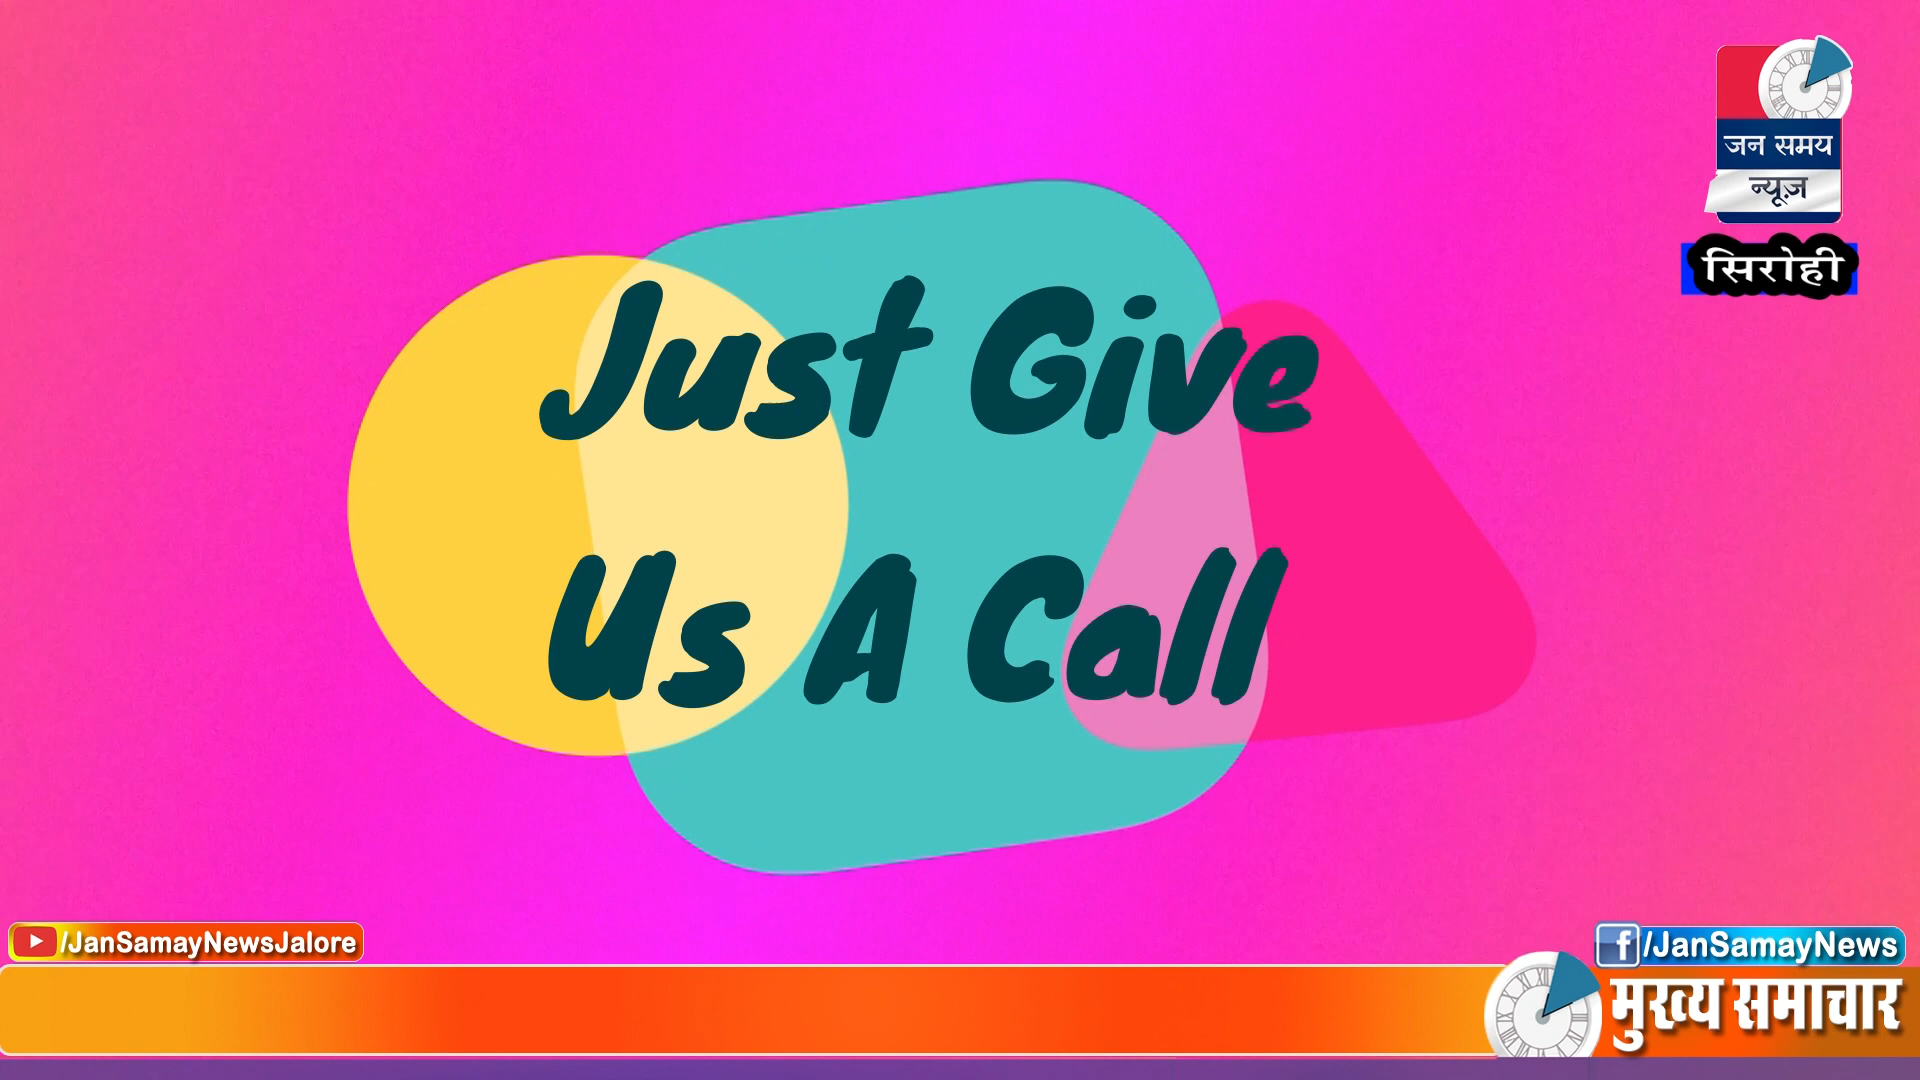 जन समय
न्यूज़
सिरोही
Just Give
Us A Call
/JanSamayNewsJalore
f/JanSamayNews
मुख्य समाचार